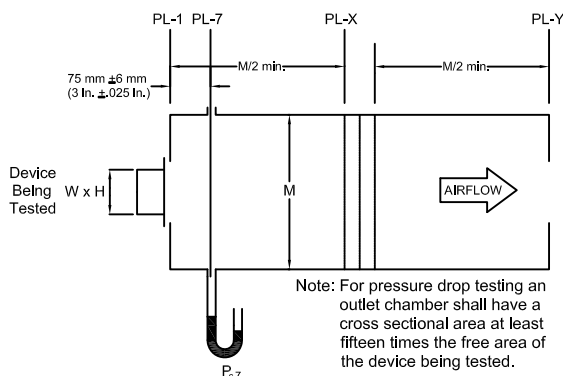 PL-1 PL-7 PL-X PL-Y
M/2 min. M/2 min.
75 mm ±6 mm
(3 In. ±.025 In.)
Device
Being
Tested
W x H
M
AIRFLOW
Note: For pressure drop testing an
outlet chamber shall have a
cross sectional area at least
fifteen times the free area of
the device being tested.
Ps7